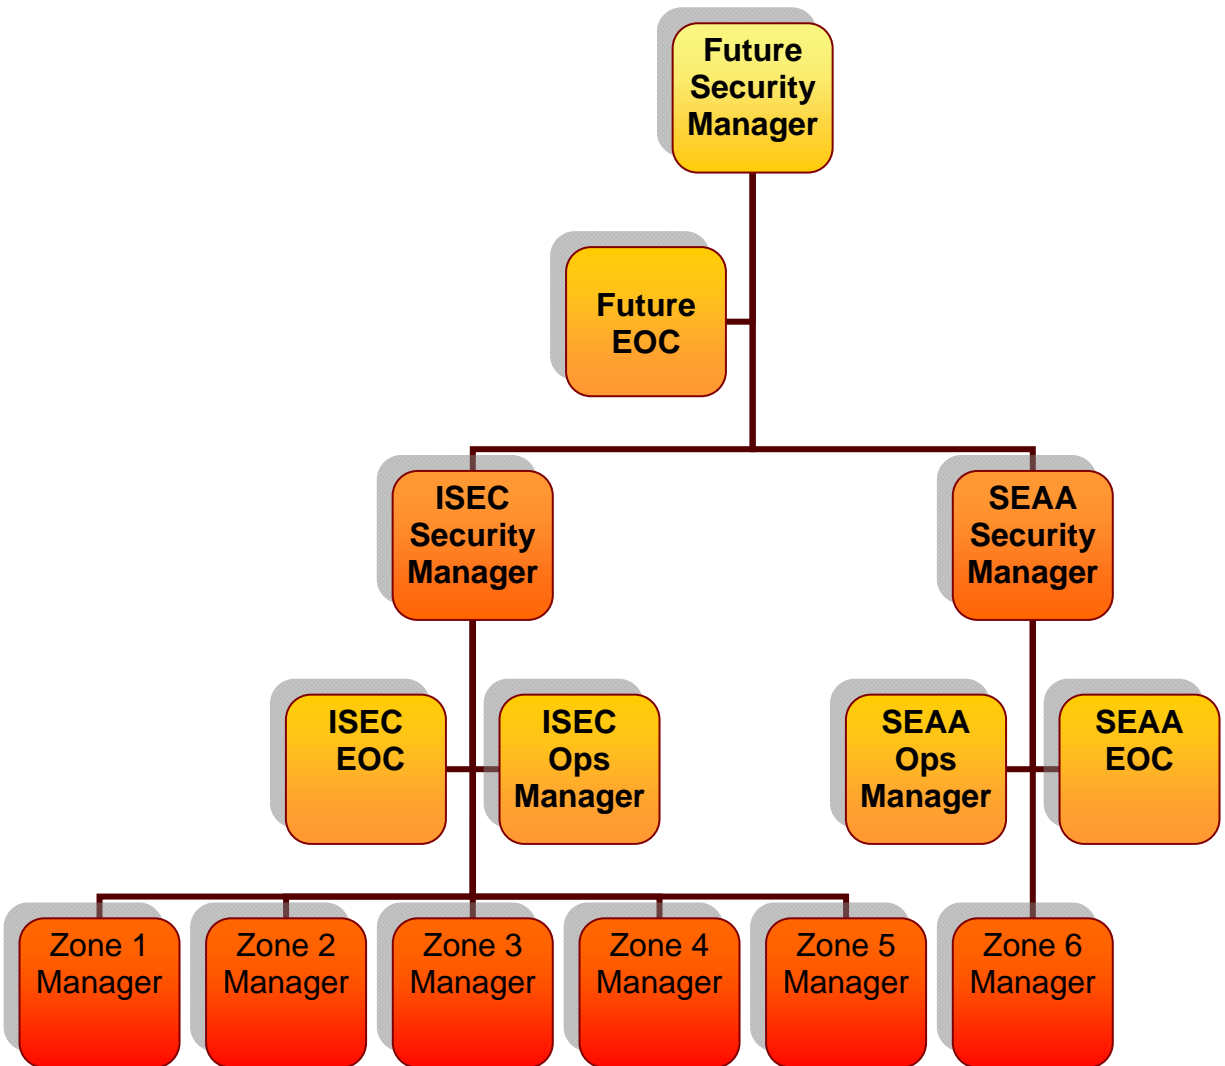 Future
Security
Manager
Future
EOC
ISEC
Security
Manager
SEAA
Security
Manager
ISEC
EOC
ISEC
Ops
Manager
SEAA
Ops
Manager
SEAA
EOC
Zone 1
Manager
Zone 2
Manager
Zone 3
Manager
Zone 4
Manager
Zone 5
Manager
Zone 6
Manager